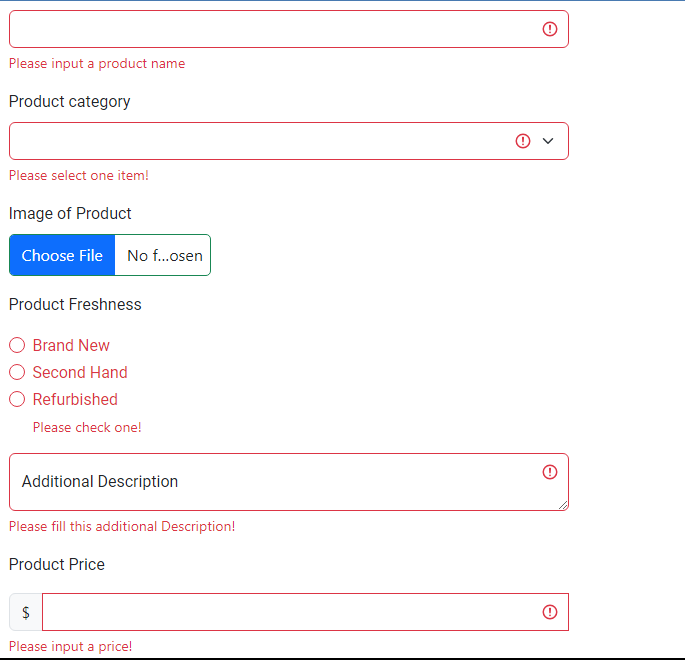 Please input a product name
Product category
Please select one item!
Image of Product
Choose File No f...osen
Product Freshness
Brand New
Second Hand
Refurbished
Please check one!
Additional Description
Please fill this additional Description!
Product Price
$
Please input a price!